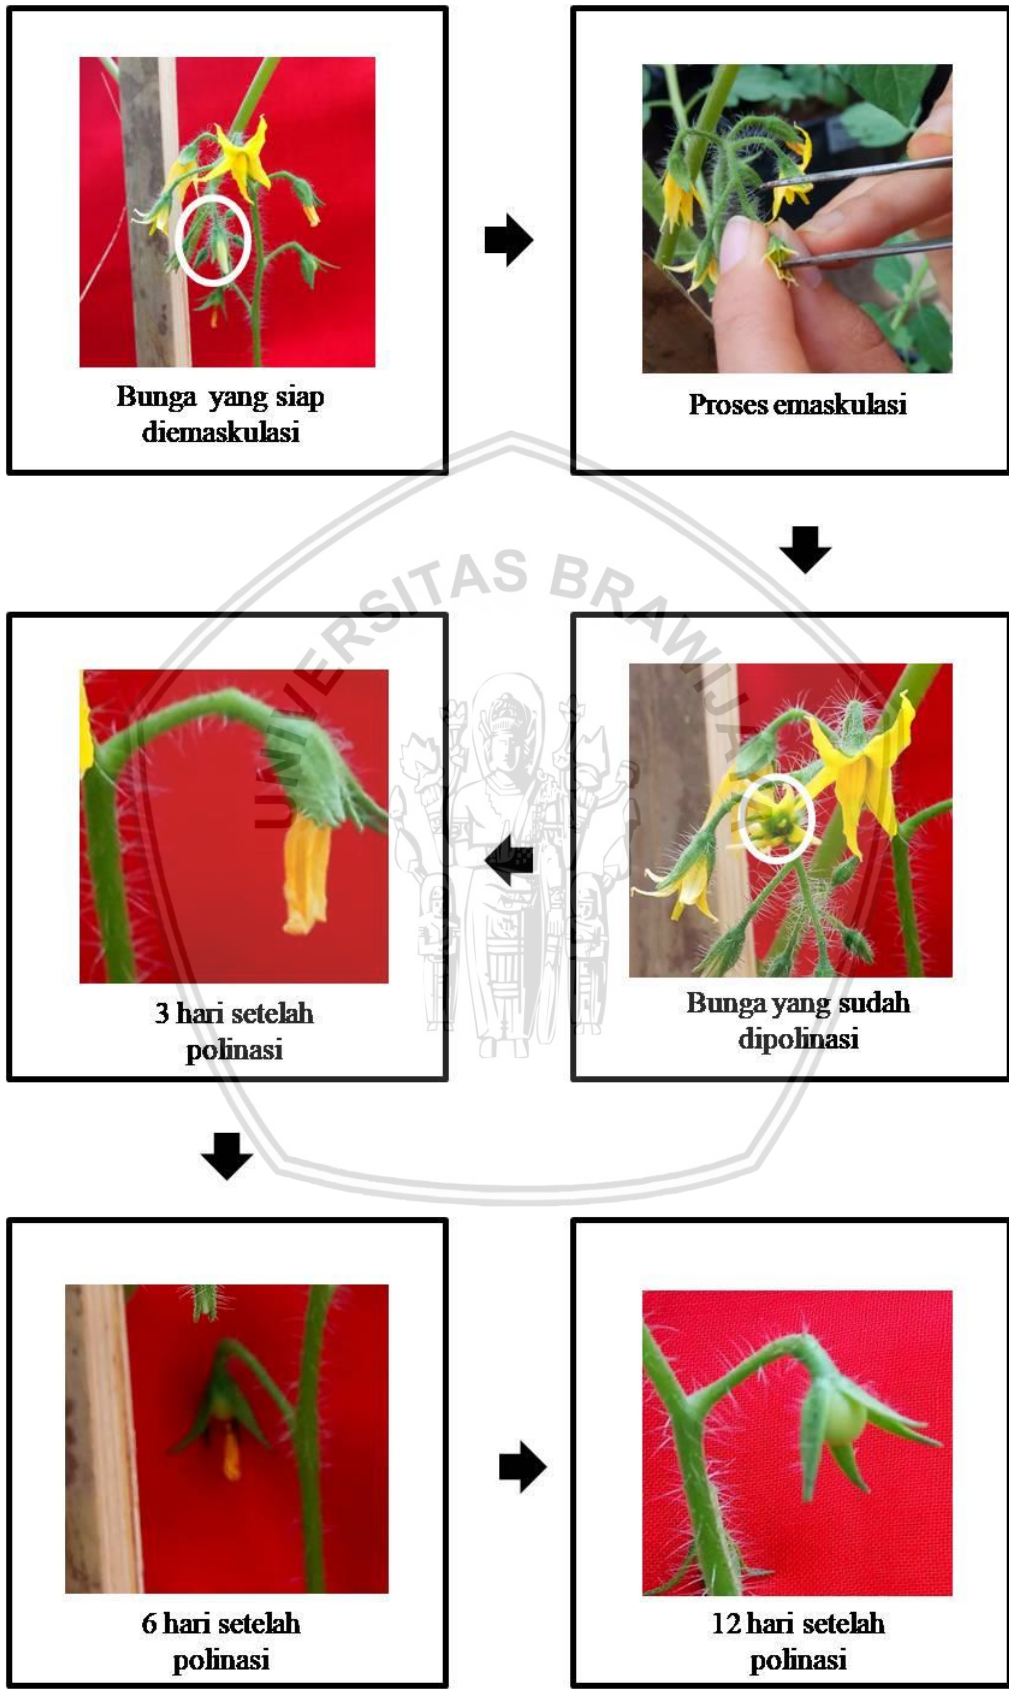 Bunga yang siap
diemaskulasi
Proses emaskulasi
UNIVERSITAS BRAWIJAYA
Bunga yang sudah
dipolinasi
3 hari setelah
polinasi
6 hari setelah
polinasi
12 hari setelah
polinasi